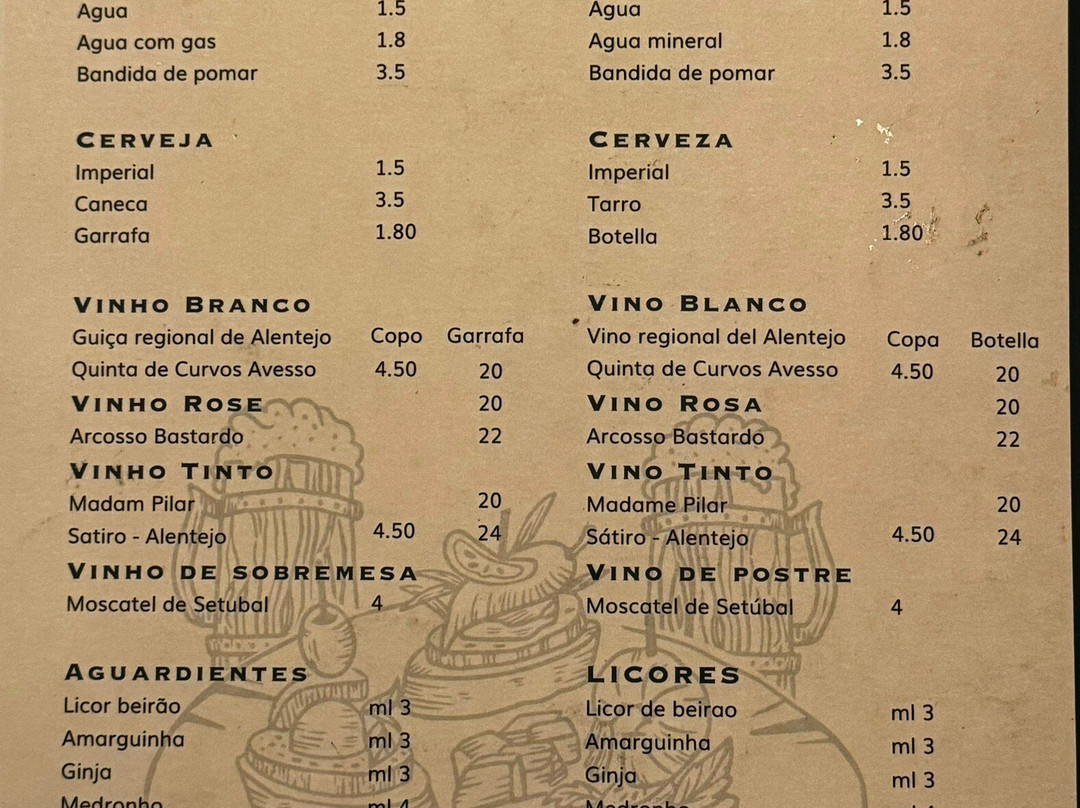 Agua 1.5
Agua com gas 1.8
Bandida de pomar 3.5
CERVEJA
Imperial 1.5
Caneca 3.5
Garrafa 1.80
VINHO BRANCO
Guiça regional de Alentejo Copo Garrafa
Quinta de Curvos Avesso 4.50 20
VINHO ROSE 20
Arcosso Bastardo 22
VINHO TINTO
Madam Pilar 20
Satiro - Alentejo 4.50 24
VINHO DE SOBREMESA
Moscatel de Setubal 4
AGUARDIENTES
Licor beirão ml 3
Amarguinha ml 3
Ginja ml 3
Medronho ml 4
Agua 1.5
Agua mineral 1.8
Bandida de pomar 3.5
CERVEZA
Imperial 1.5
Tarro 3.5
Botella 1.80
VINO BLANCO
Vino regional del Alentejo Copa Botella
Quinta de Curvos Avesso 4.50 20
VINO ROSA 20
Arcosso Bastardo 22
VINO TINTO
Madame Pilar 20
Sátiro - Alentejo 4.50 24
VINO DE POSTRE
Moscatel de Setúbal 4
LICORES
Licor de beirao ml 3
Amarguinha ml 3
Ginja ml 3
Medronho